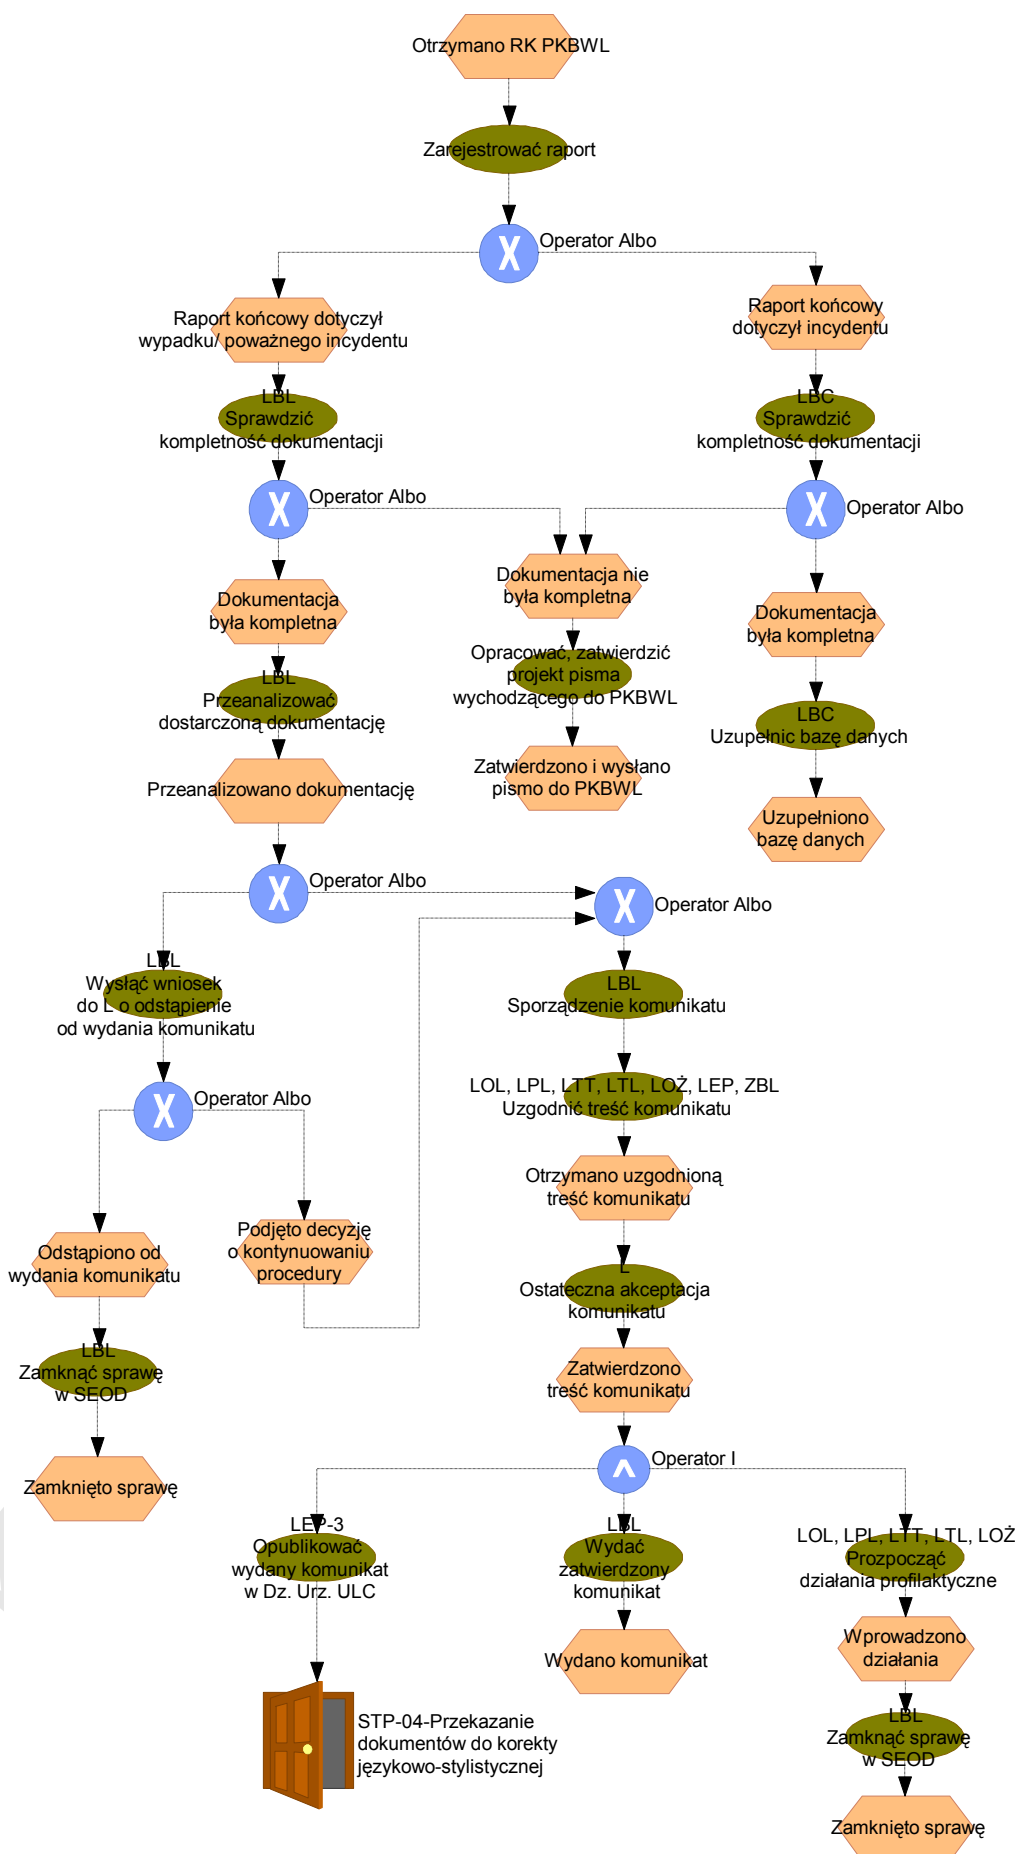 Otrzymano RK PKBWL
Zarejestrować raport
X
Operator Albo
Raport końcowy dotyczył
wypadku/ poważnego incydentu
Raport końcowy
dotyczył incydentu
LBL
Sprawdzić
kompletność dokumentacji
LBC
Sprawdzić
kompletność dokumentacji
X
Operator Albo
X
Operator Albo
Dokumentacja
była kompletna
Dokumentacja nie
była kompletna
Dokumentacja
była kompletna
LBL
Przeanalizować
dostarczoną dokumentację
Opracować, zatwierdzić
projekt pisma
wychodzącego do PKBWL
LBC
Uzupełnic bazę danych
Przeanalizowano dokumentację
Zatwierdzono i wysłano
pismo do PKBWL
Uzupełniono
bazę danych
X
Operator Albo
X
Operator Albo
LBL
Wysłąć wniosek
do L o odstąpienie
od wydania komunikatu
LBL
Sporządzenie komunikatu
X
Operator Albo
LOL, LPL, LTT, LTL, LOŻ, LEP, ZBL
Uzgodnić treść komunikatu
Otrzymano uzgodnioną
treść komunikatu
Odstąpiono od
wydania komunikatu
Podjęto decyzję
o kontynuowaniu
procedury
L
Ostateczna akceptacja
komunikatu
LBL
Zamknąć sprawę
w SEOD
Zatwierdzono
treść komunikatu
Zamknięto sprawę
^
Operator I
LEP-3
Opublikować
wydany komunikat
w Dz. Urz. ULC
LBL
Wydać
zatwierdzony
komunikat
LOL, LPL, LTT, LTL, LOŻ
Prozpocząć
działania profilaktyczne
Wydano komunikat
Wprowadzono
działania
STP-04-Przekazanie
dokumentów do korekty
językowo-stylistycznej
LBL
Zamknąć sprawę
w SEOD
Zamknięto sprawę